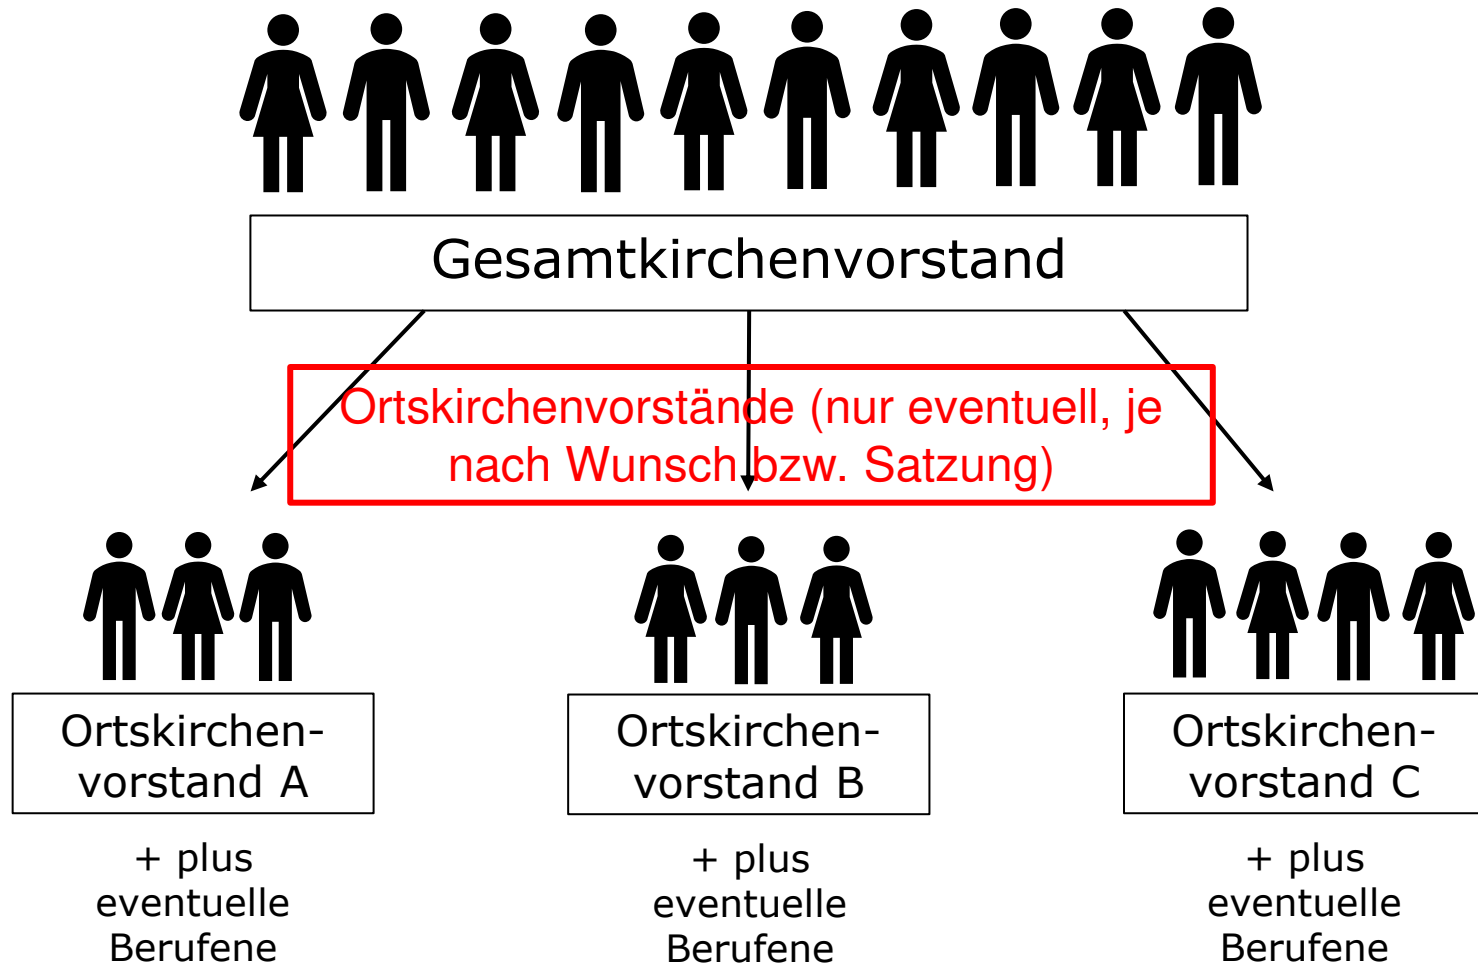 Gesamtkirchenvorstand
Ortskirchenvorstände (nur eventuell, je
nach Wunsch bzw. Satzung)
Ortskirchen-
vorstand A
+ plus
eventuelle
Berufene
Ortskirchen-
vorstand B
+ plus
eventuelle
Berufene
Ortskirchen-
vorstand C
+ plus
eventuelle
Berufene